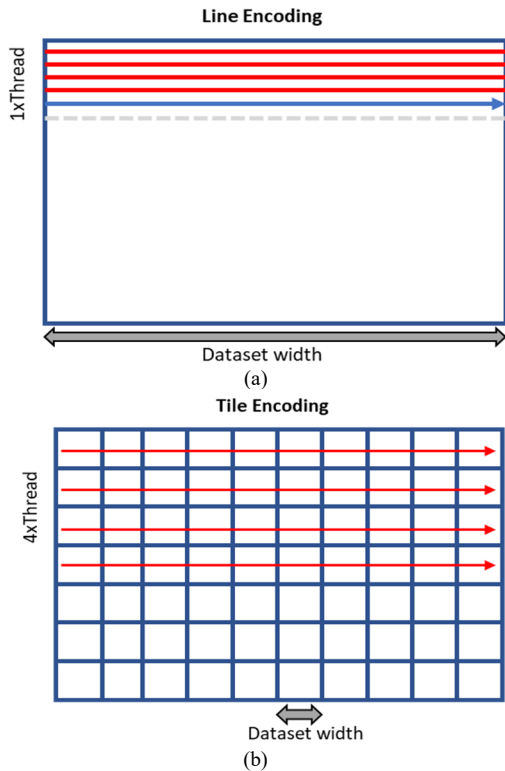 Line Encoding
1xThread
Dataset width
(a)
Tile Encoding
4xThread
Dataset width
(b)